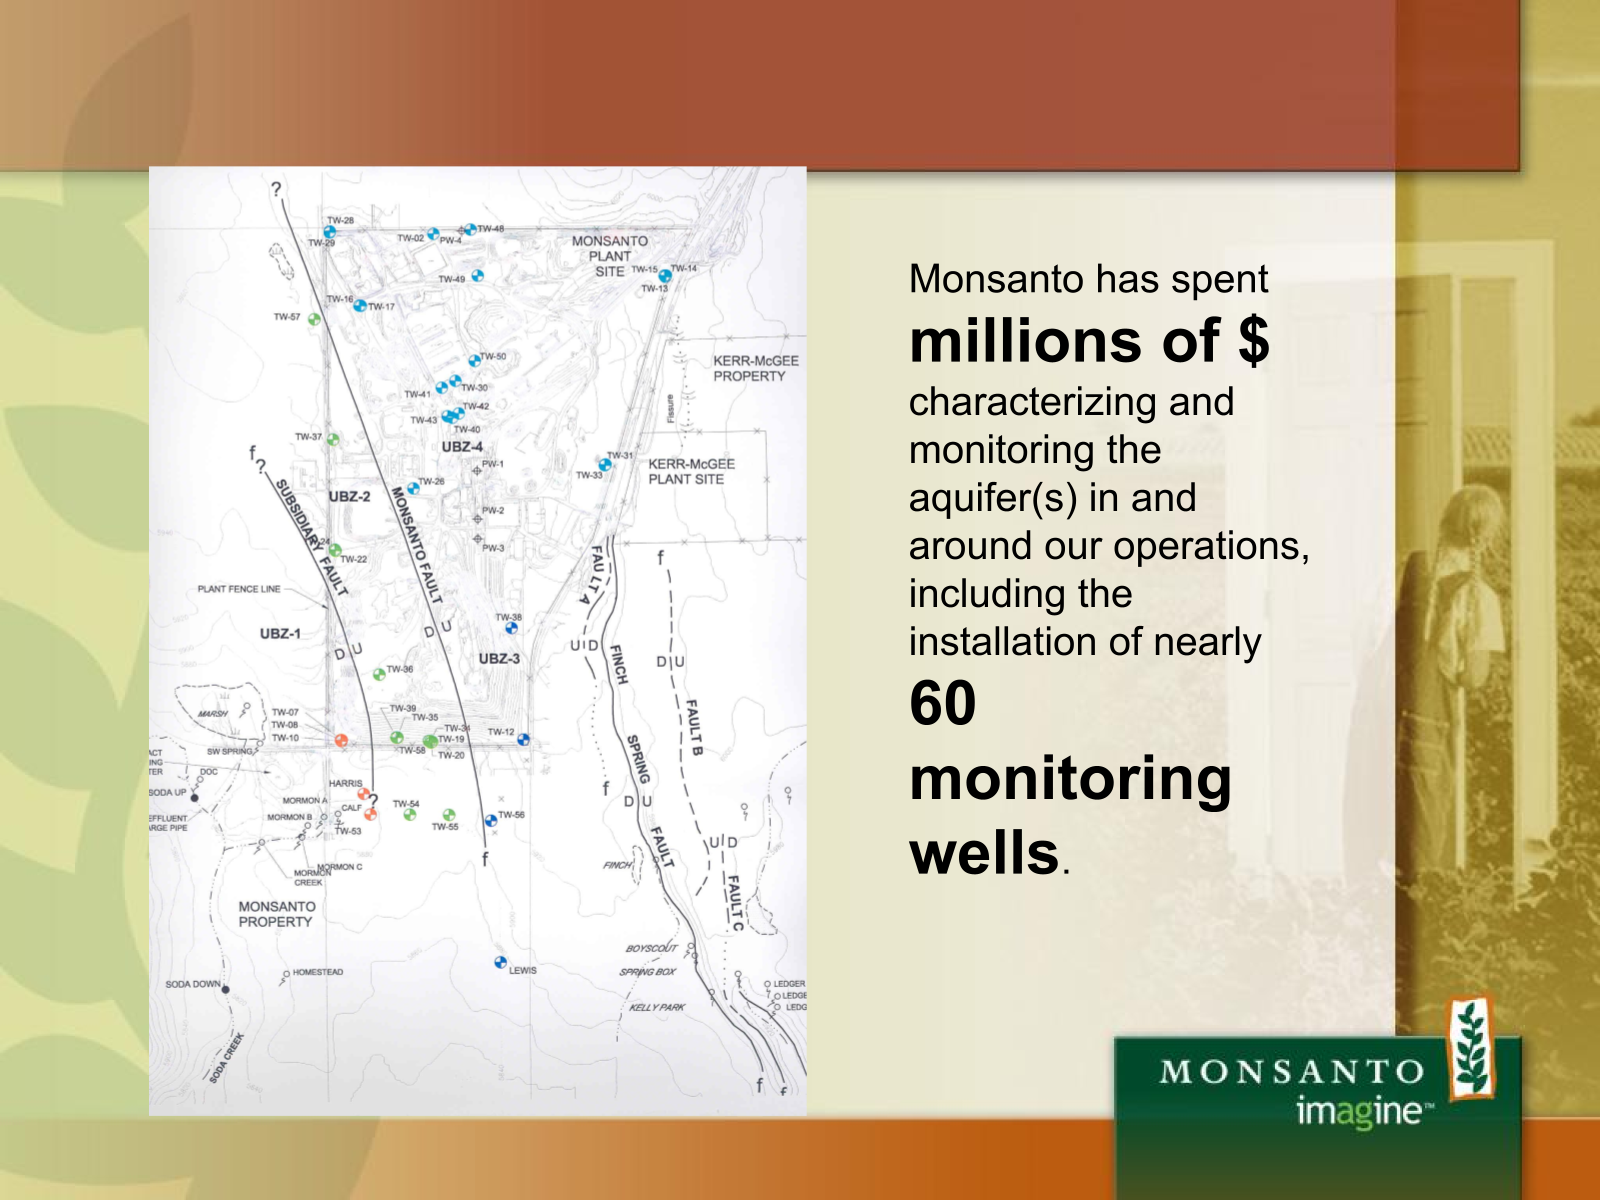 ?
TW-28
TW-29
TW-02
PW-4
TW-48
MONSANTO
PLANT
SITE
TW-15
TW-14
TW-13
TW-49
TW-16
TW-17
TW-57
TW-50
KERR-McGEE
PROPERTY
TW-30
TW-41
TW-42
TW-43
TW-40
Fissure
TW-37
UBZ-4
f
?
PW-1
TW-31
TW-33
KERR-McGEE
PLANT SITE
TW-26
UBZ-2
SUBSIDIARY FAULT
MONSANTO FAULT
PW-2
PW-3
24
TW-22
FAULT A
f
PLANT FENCE LINE
TW-38
UBZ-1
D U
D U
UBZ-3
U D
FINCH
D U
TW-36
MARSH
TW-07
TW-08
TW-10
TW-39
TW-35
TW-19
TW-58
TW-20
TW-12
SPRING
FAULT B
SW SPRING
ACT
ING
TER
DOC
SODA UP
HARRIS
?
f
D U
MORMON A
CALF
TW-54
TW-56
EFFLUENT
ARGE PIPE
MORMON B
TW-53
TW-55
FAULT
U D
f
FINCH
MORMON C
MORMON
CREEK
FAULT C
MONSANTO
PROPERTY
BOYSCOUT
LEWIS
SPRING BOX
HOMESTEAD
SODA DOWN
KELLY PARK
LEDGER
LEDGE
LEDG
SODA CREEK
f
f
Monsanto has spent
millions of $
characterizing and
monitoring the
aquifer(s) in and
around our operations,
including the
installation of nearly
60
monitoring
wells.
MONSANTO
imagine™